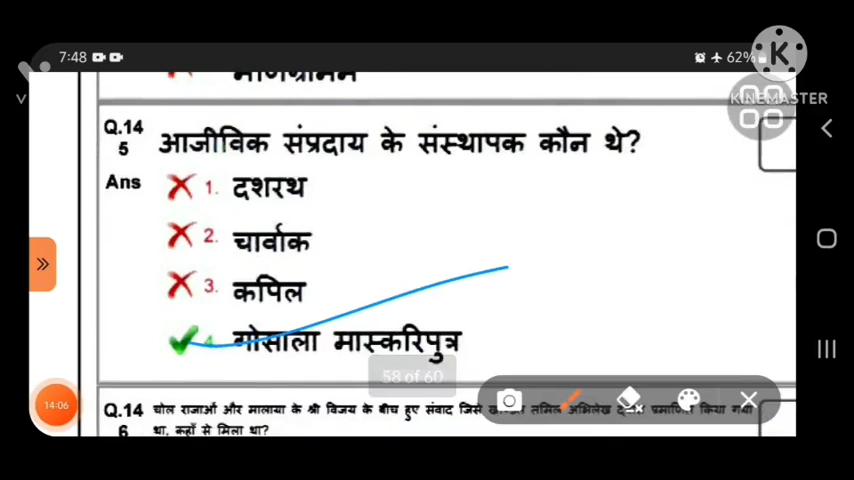 7:48
62%
K
KINEMASTER
Q.14
5
आजीविक संप्रदाय के संस्थापक कौन थे?
Ans
1. दशरथ
2. चार्वाक
3. कपिल
4. गोसाला मास्करिपुत्र
58 of 60
14:06
Q.14
6
चोल राजाओं और मालाया के श्री विजय के बीच हुए संवाद जिसे तमिल अभिलेख प्रमाणित किया गया
था, कहाँ से मिला था?